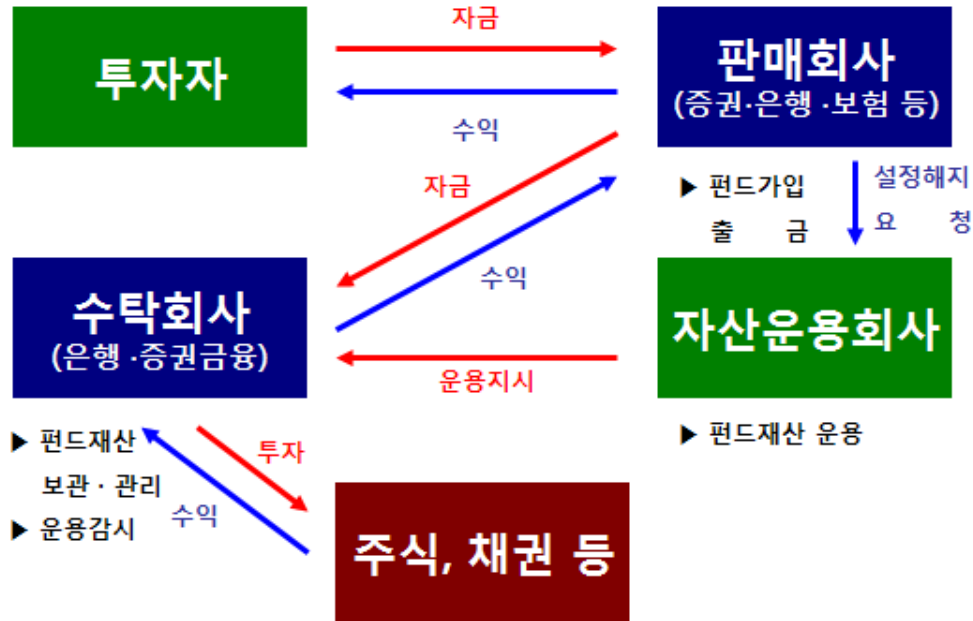 자금
투자자
판매회사
(증권·은행 ·보험 등)
수익
자금
▶ 펀드가입
출 금
설정해지
요 청
수익
수탁회사
(은행 ·증권금융)
자산운용회사
운용지시
▶ 펀드재산
보관 · 관리
▶ 운용감시
투자
수익
▶ 펀드재산 운용
주식, 채권 등